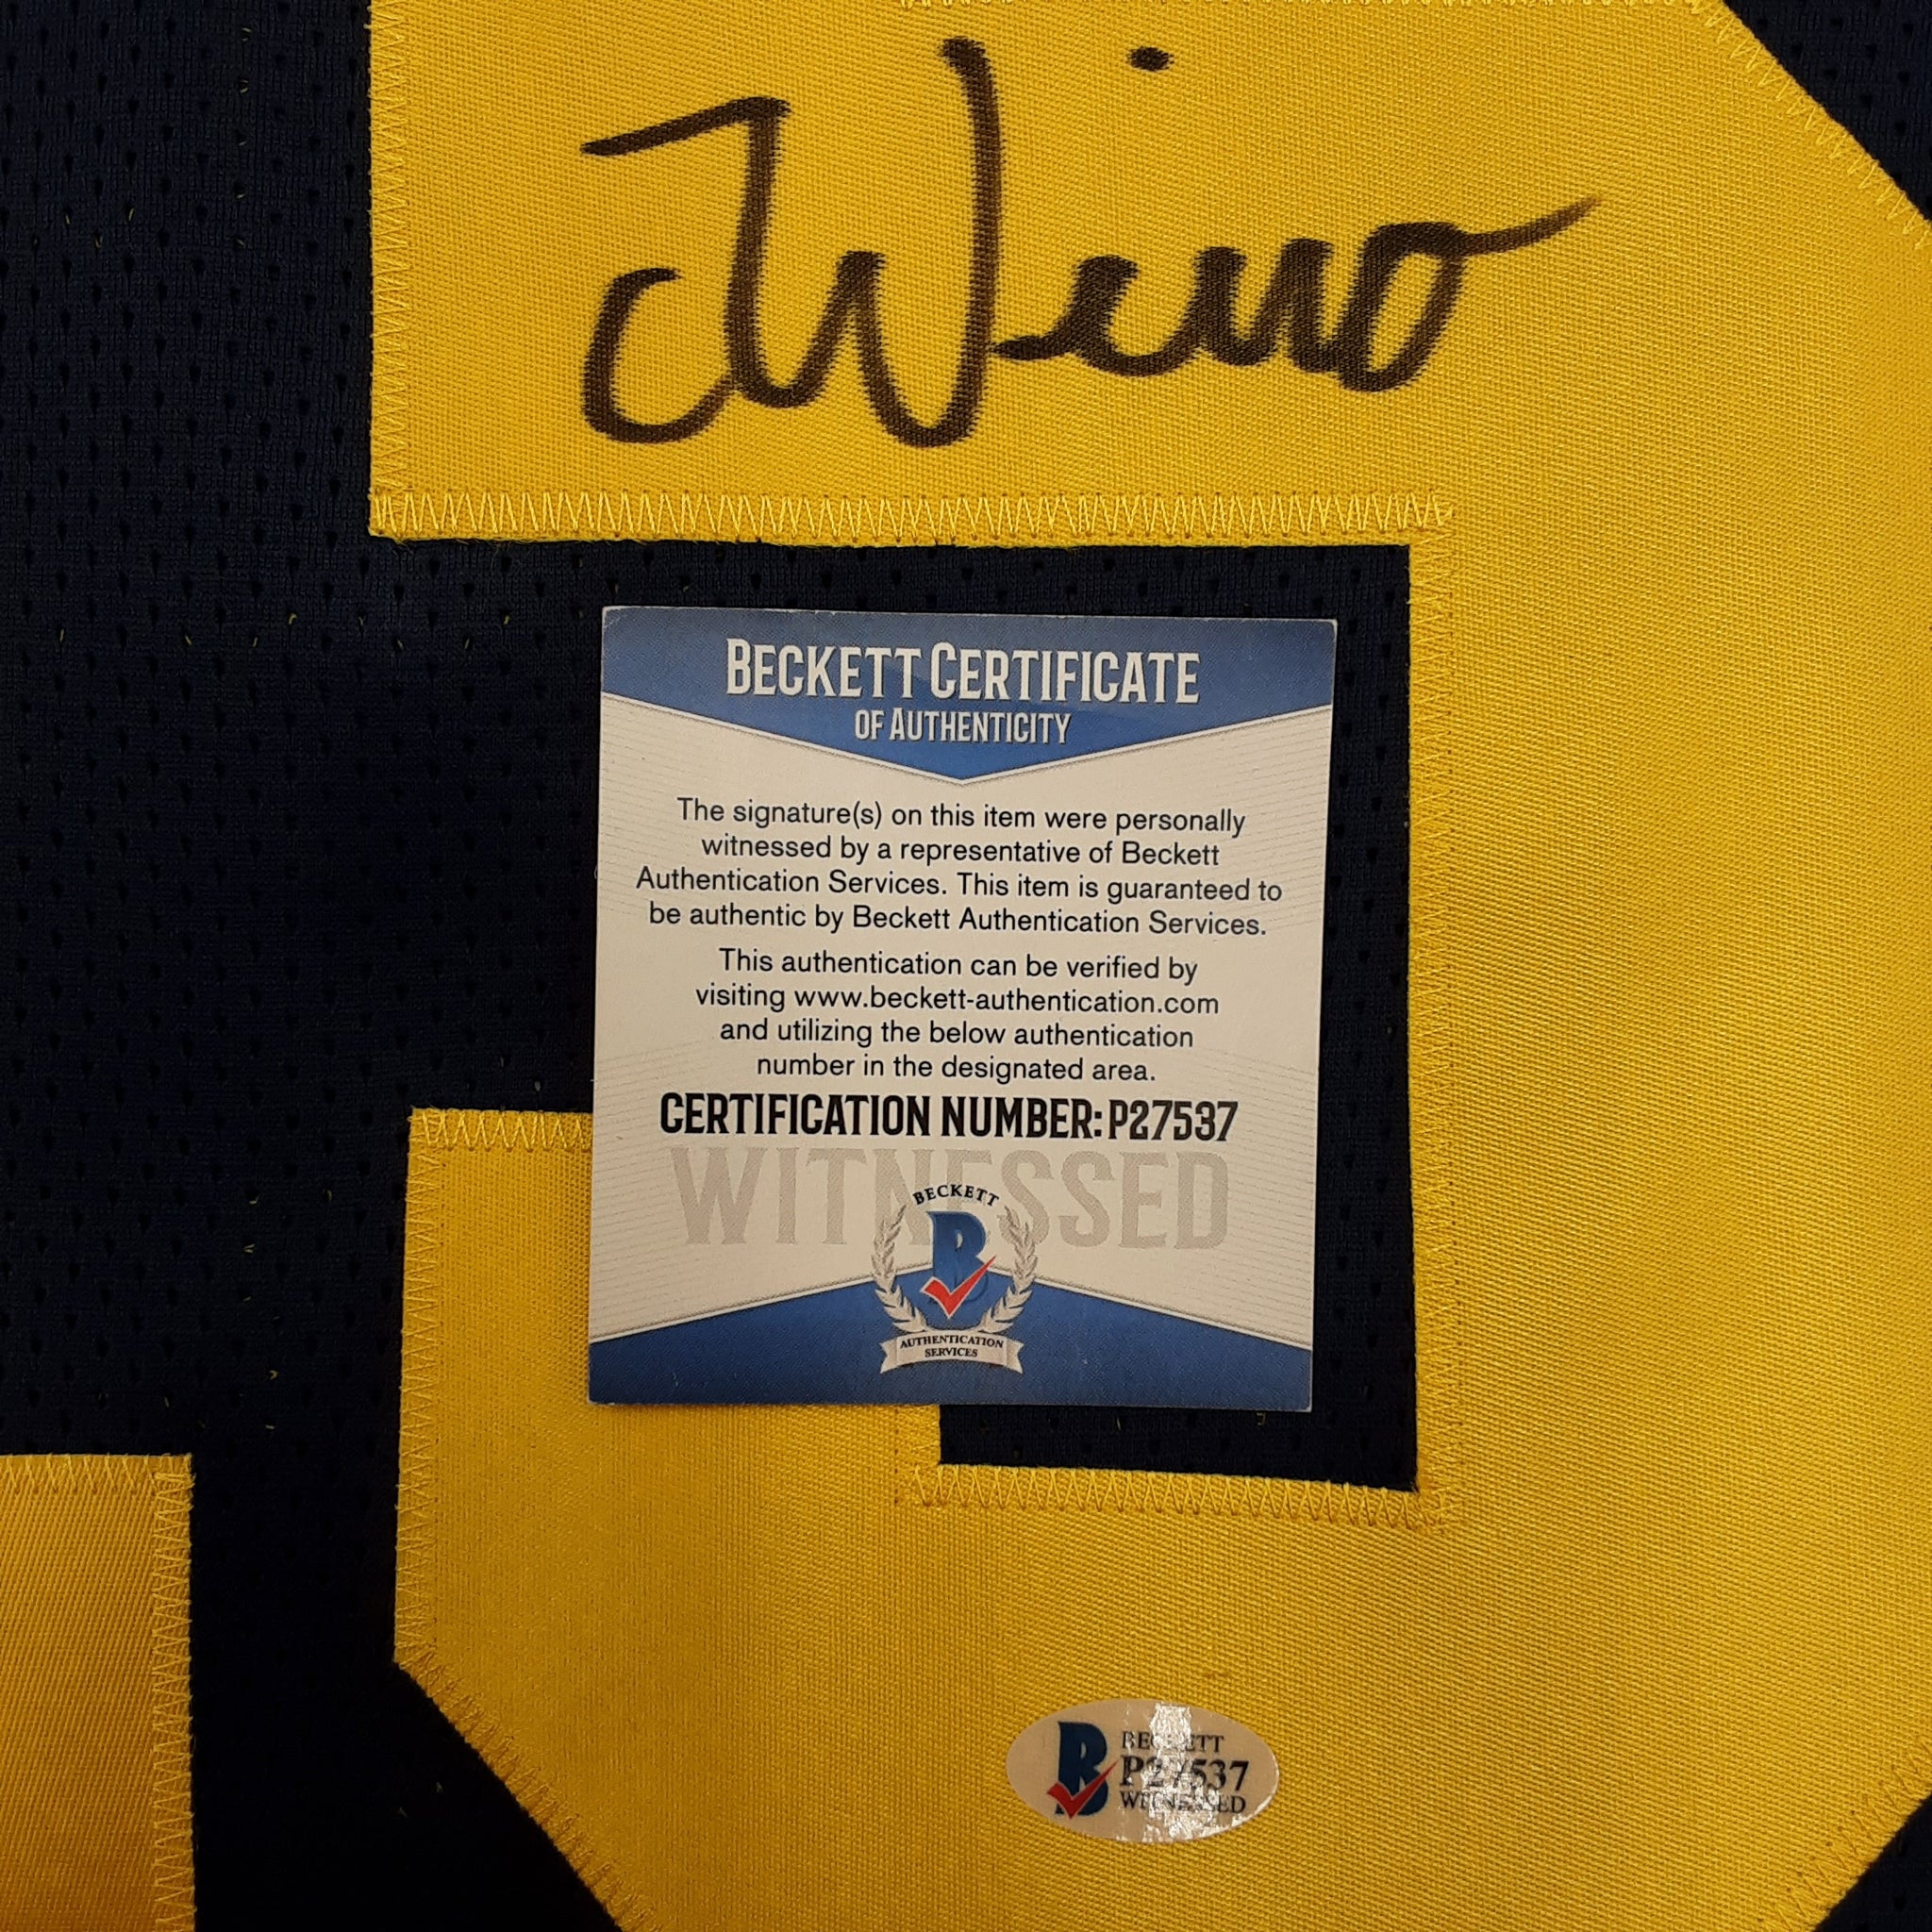 Wino
BECKETT CERTIFICATE
OF AUTHENTICITY
The signature(s) on this item were personally
witnessed by a representative of Beckett
Authentication Services. This item is guaranteed to
be authentic by Beckett Authentication Services.
This authentication can be verified by
visiting www.beckett-authentication.com
and utilizing the below authentication
number in the designated area.
CERTIFICATION NUMBER: P27537
WITNESSED
BECKETT
B
AUTHENTICATION
SERVICES
B
BECKETT
P27537
WITNESSED